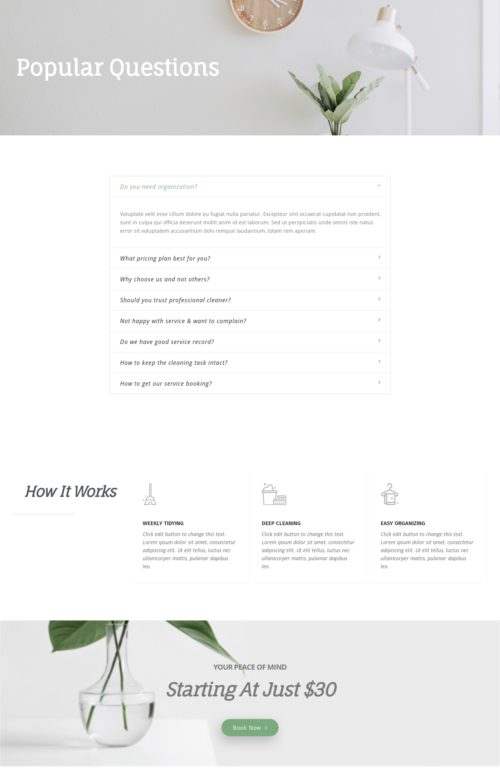 Popular Questions
Do you need organization?
Voluptate velit esse cillum dolore eu fugiat nulla pariatur. Excepteur sint occaecat cupidatat non proident,
sunt in culpa qui officia deserunt mollit anim id est laborum. Sed ut perspiciatis unde omnis iste natus
error sit voluptatem accusantium dolo remque laudantium, totam rem aperiam.
What pricing plan best for you?
Why choose us and not others?
Should you trust professional cleaner?
Not happy with service & want to complain?
Do we have good service record?
How to keep the cleaning task intact?
How to get our service booking?
How It Works
WEEKLY TIDYING
Click edit button to change this text.
Lorem ipsum dolor sit amet, consectetur
adipiscing elit. Ut elit tellus, luctus nec
ullamcorper mattis, pulvinar dapibus
leo.
DEEP CLEANING
Click edit button to change this text.
Lorem ipsum dolor sit amet, consectetur
adipiscing elit. Ut elit tellus, luctus nec
ullamcorper mattis, pulvinar dapibus
leo.
EASY ORGANIZING
Click edit button to change this text.
Lorem ipsum dolor sit amet, consectetur
adipiscing elit. Ut elit tellus, luctus nec
ullamcorper mattis, pulvinar dapibus
leo.
YOUR PEACE OF MIND
Starting At Just $30
Book Now